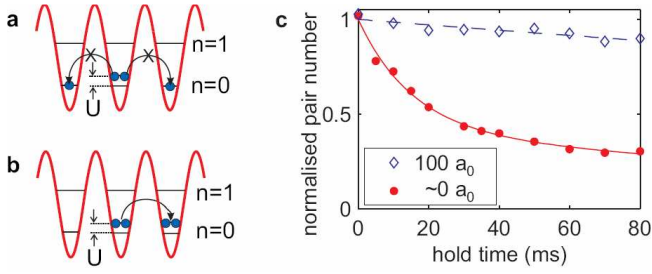 a
n=1
n=0
U
b
n=1
n=0
U
c
normalised pair number
1
0.5
0
0
20
40
60
80
hold time (ms)
100 a₀
~0 a₀